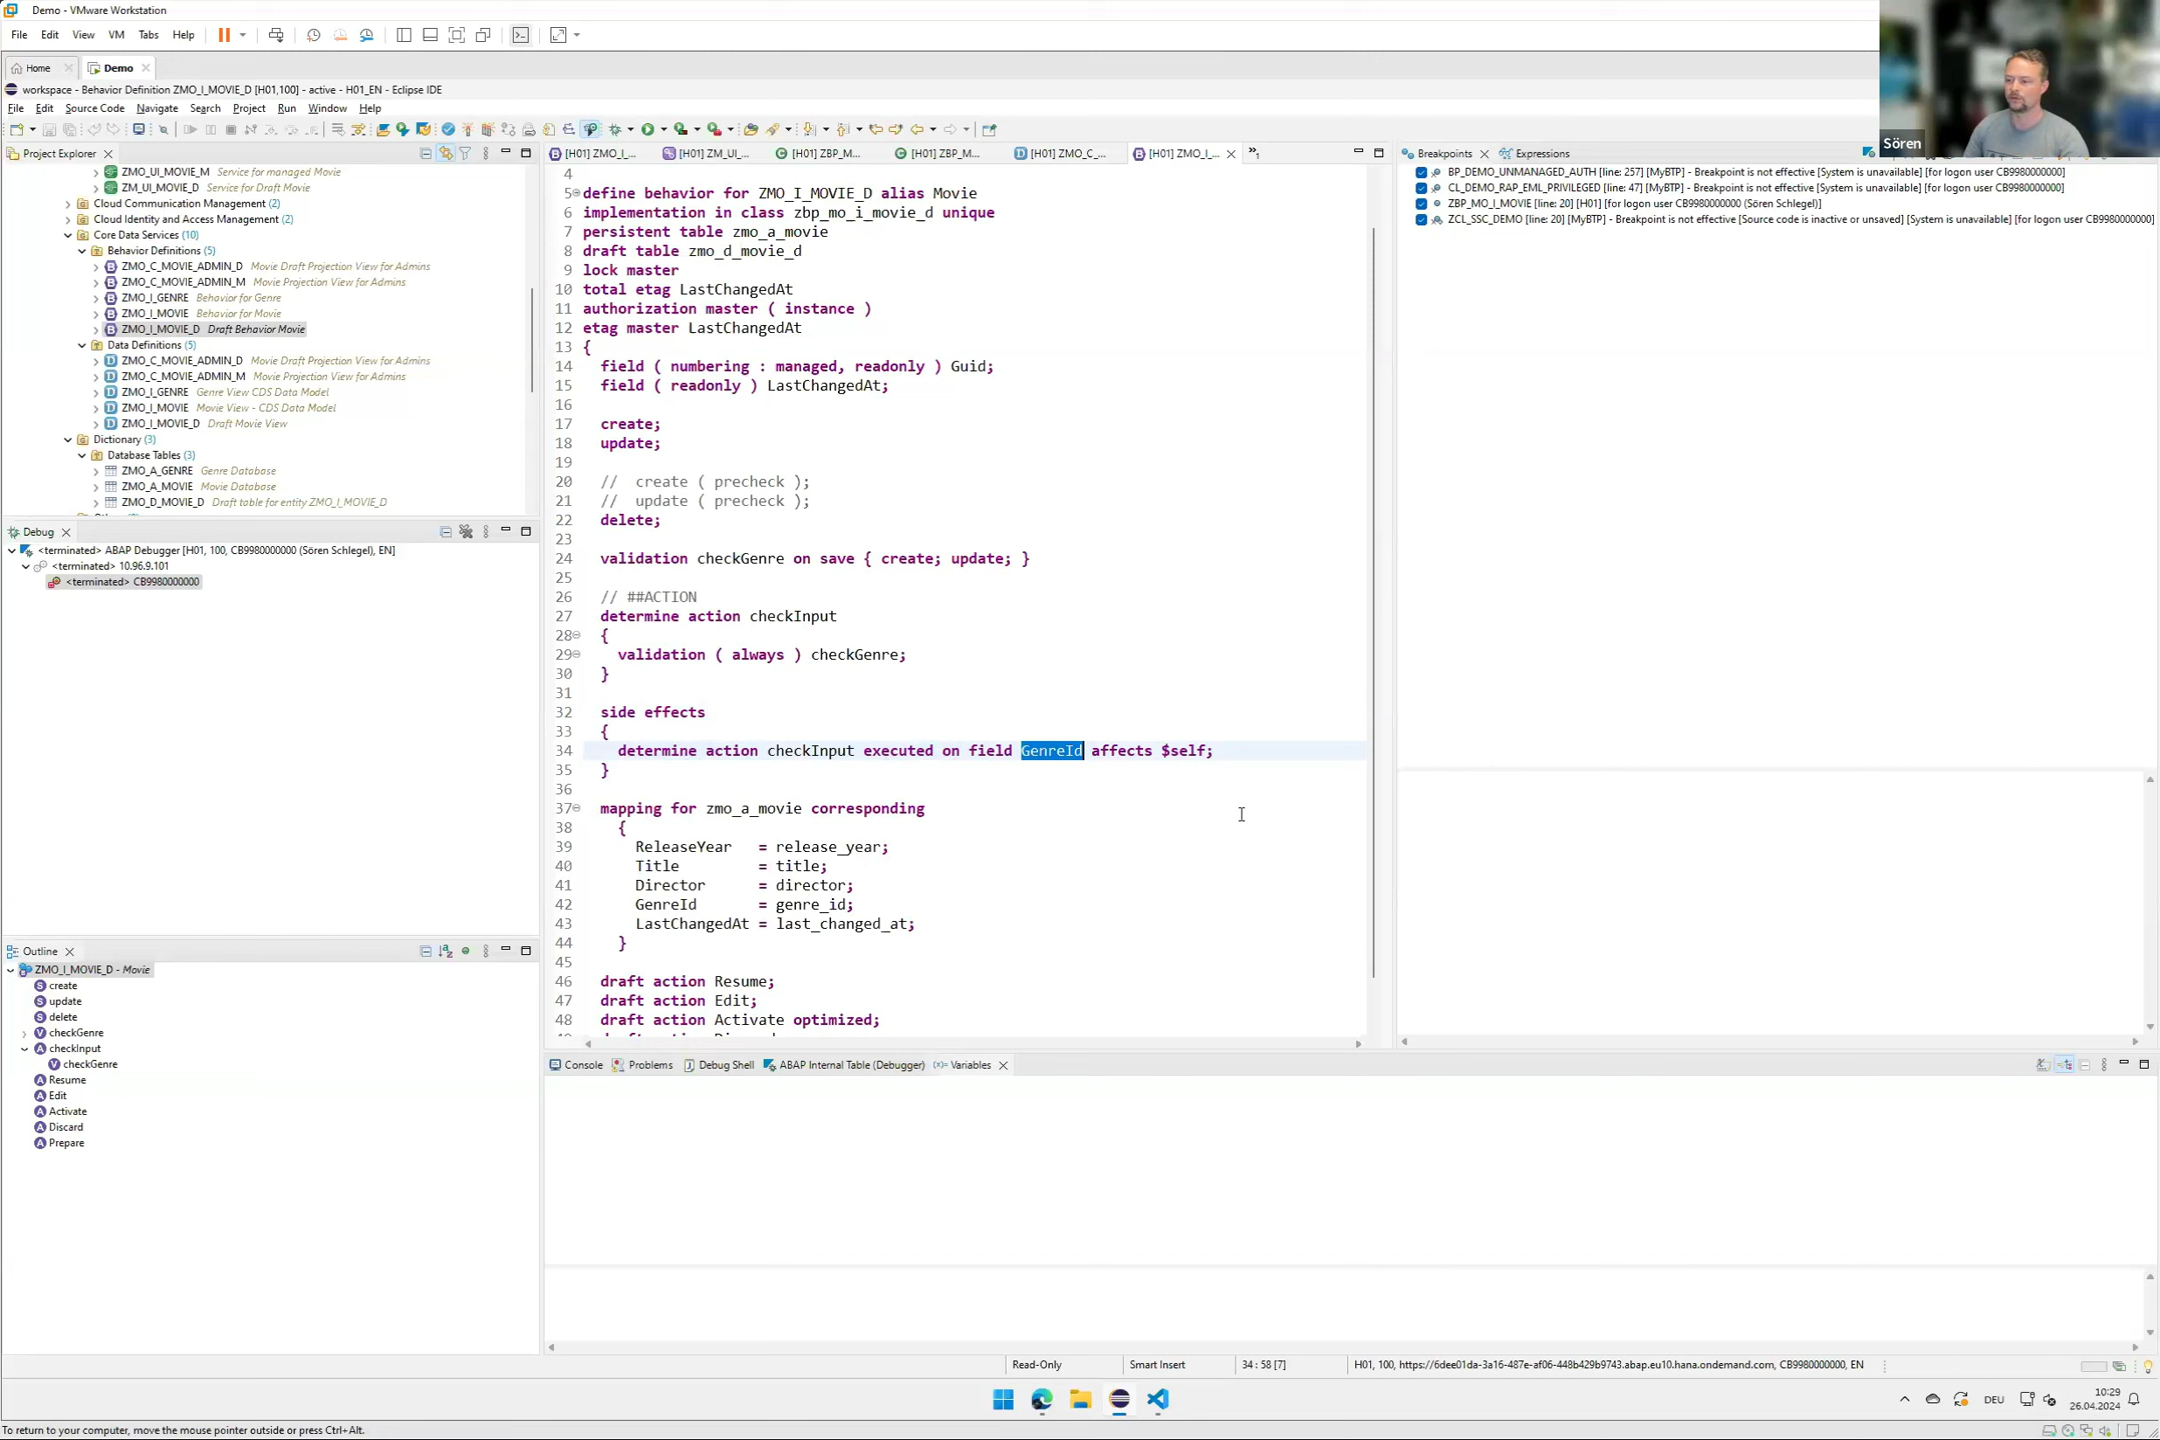 Demo - VMware Workstation
File Edit View VM Tabs Help
Home Demo
workspace - Behavior Definition ZMO_I_MOVIE_D [H01,100] - active - H01_EN - Eclipse IDE
File Edit Source Code Navigate Search Project Run Window Help
Sören
Project Explorer
ZMO_UI_MOVIE_M Service for managed Movie
ZM_UI_MOVIE_D Service for Draft Movie
Cloud Communication Management (2)
Cloud Identity and Access Management (2)
Core Data Services (10)
Behavior Definitions (5)
ZMO_C_MOVIE_ADMIN_D Movie Draft Projection View for Admins
ZMO_C_MOVIE_ADMIN_M Movie Projection View for Admins
ZMO_I_GENRE Behavior for Genre
ZMO_I_MOVIE Behavior for Movie
ZMO_I_MOVIE_D Draft Behavior Movie
Data Definitions (5)
ZMO_C_MOVIE_ADMIN_D Movie Draft Projection View for Admins
ZMO_C_MOVIE_ADMIN_M Movie Projection View for Admins
ZMO_I_GENRE Genre View CDS Data Model
ZMO_I_MOVIE Movie View - CDS Data Model
ZMO_I_MOVIE_D Draft Movie View
Dictionary (3)
Database Tables (3)
ZMO_A_GENRE Genre Database
ZMO_A_MOVIE Movie Database
ZMO_D_MOVIE_D Draft table for entity ZMO_I_MOVIE_D
Debug
<terminated> ABAP Debugger [H01, 100, CB9980000000 (Sören Schlegel), EN]
<terminated> 10.96.9.101
<terminated> CB9980000000
Outline
ZMO_I_MOVIE_D - Movie
create
update
delete
checkGenre
checkInput
checkGenre
Resume
Edit
Activate
Discard
Prepare
[H01] ZMO_I_... [H01] ZM_UI_... [H01] ZBP_M... [H01] ZBP_M... [H01] ZMO_C_... [H01] ZMO_I_... »1
4
5 define behavior for ZMO_I_MOVIE_D alias Movie
6 implementation in class zbp_mo_i_movie_d unique
7 persistent table zmo_a_movie
8 draft table zmo_d_movie_d
9 lock master
10 total etag LastChangedAt
11 authorization master ( instance )
12 etag master LastChangedAt
13 {
14 field ( numbering : managed, readonly ) Guid;
15 field ( readonly ) LastChangedAt;
16
17 create;
18 update;
19
20 // create ( precheck );
21 // update ( precheck );
22 delete;
23
24 validation checkGenre on save { create; update; }
25
26 // ##ACTION
27 determine action checkInput
28 {
29 validation ( always ) checkGenre;
30 }
31
32 side effects
33 {
34 determine action checkInput executed on field GenreId affects $self;
35 }
36
37 mapping for zmo_a_movie corresponding
38 {
39 ReleaseYear = release_year;
40 Title = title;
41 Director = director;
42 GenreId = genre_id;
43 LastChangedAt = last_changed_at;
44 }
45
46 draft action Resume;
47 draft action Edit;
48 draft action Activate optimized;
Breakpoints Expressions
BP_DEMO_UNMANAGED_AUTH [line: 257] [MyBTP] - Breakpoint is not effective [System is unavailable] [for logon user CB9980000000]
CL_DEMO_RAP_EML_PRIVILEGED [line: 47] [MyBTP] - Breakpoint is not effective [System is unavailable] [for logon user CB9980000000]
ZBP_MO_I_MOVIE [line: 20] [H01] [for logon user CB9980000000 (Sören Schlegel)]
ZCL_SSC_DEMO [line: 20] [MyBTP] - Breakpoint is not effective [Source code is inactive or unsaved] [System is unavailable] [for logon user CB9980000000]
Console Problems Debug Shell ABAP Internal Table (Debugger) (x)= Variables
Read-Only Smart Insert 34 : 58 [7] H01, 100, https://6dee01da-3a16-487e-af06-448b429b9743.abap.eu10.hana.ondemand.com, CB9980000000, EN
DEU 10:29
26.04.2024
To return to your computer, move the mouse pointer outside or press Ctrl+Alt.